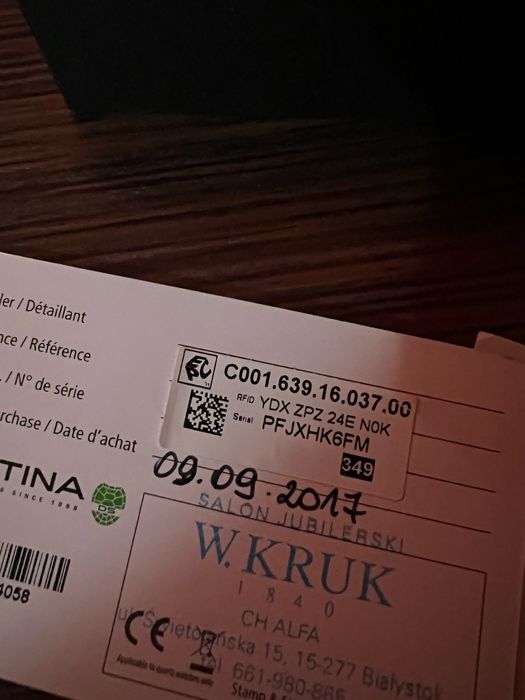 ler / Détaillant
nce / Référence
. / N° de série
rchase / Date d'achat
C001.639.16.037.00
RFID YDX ZPZ 24E N0K
Serial PFJXHK6FM
349
09.09.2017
TINA
SINCE 1888
DS
4058
SALON JUBILERSKI
W.KRUK
1840
CH ALFA
ul. Świętojańska 15, 15-277 Białystok
tel 661-980-866
CE
Applicable to quartz watches only
Stamp &